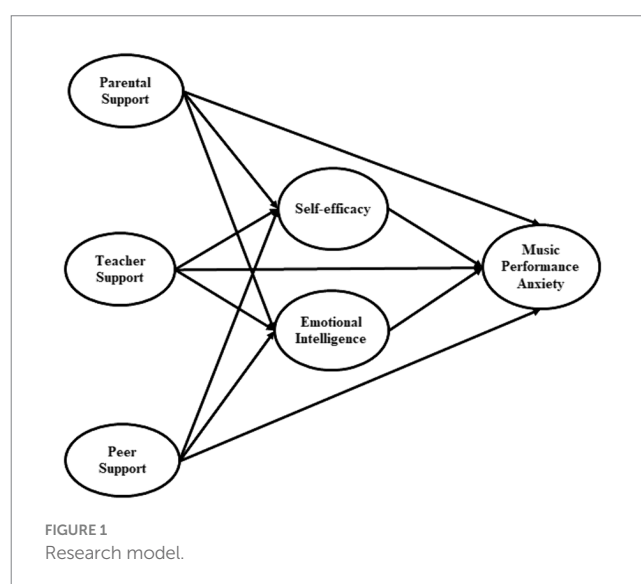 Parental
Support
Self-efficacy
Teacher
Support
Music
Performance
Anxiety
Emotional
Intelligence
Peer
Support
FIGURE 1
Research model.